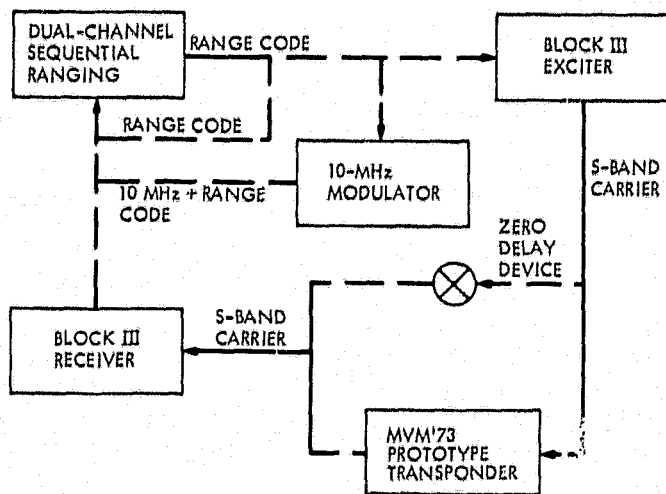 DUAL-CHANNEL
SEQUENTIAL
RANGING
RANGE CODE
BLOCK III
EXCITER
RANGE CODE
10-MHz
MODULATOR
10 MHz + RANGE
CODE
S-BAND
CARRIER
ZERO
DELAY
DEVICE
BLOCK III
RECEIVER
S-BAND
CARRIER
MVM'73
PROTOTYPE
TRANSPONDER